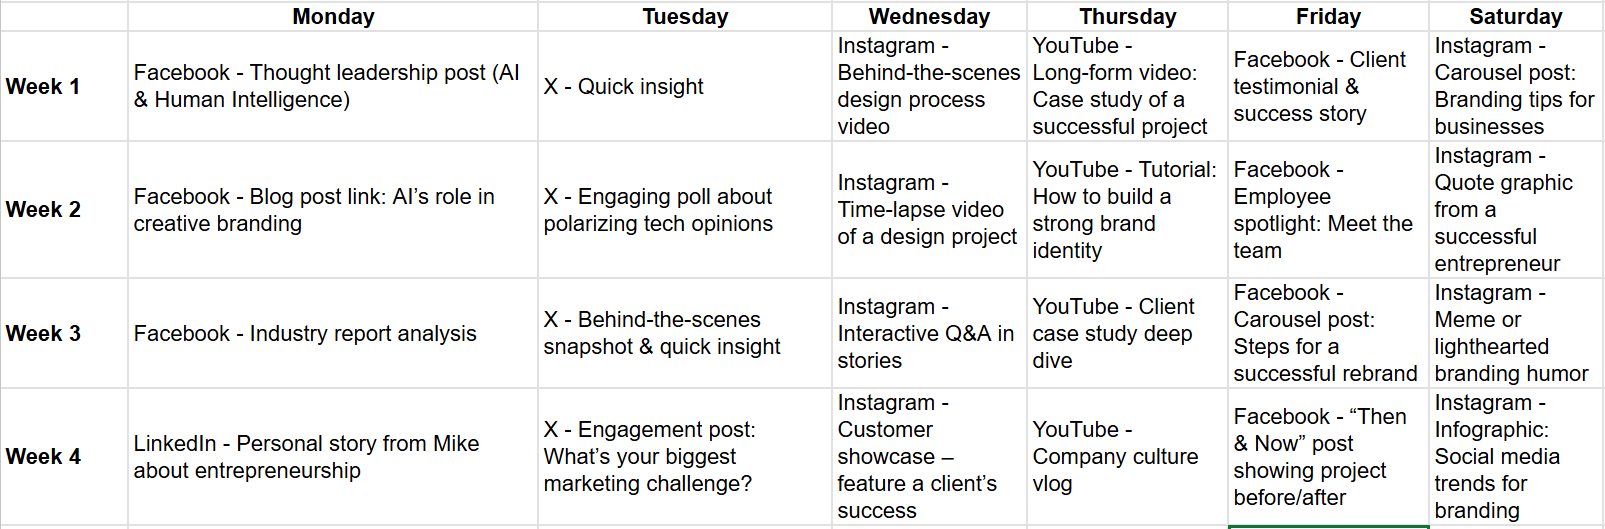 Monday Tuesday Wednesday Thursday Friday Saturday
Week 1
Facebook - Thought leadership post (AI
& Human Intelligence)
X - Quick insight
Instagram -
Behind-the-scenes
design process
video
YouTube -
Long-form video:
Case study of a
successful project
Facebook - Client
testimonial &
success story
Instagram -
Carousel post:
Branding tips for
businesses
Week 2
Facebook - Blog post link: AI’s role in
creative branding
X - Engaging poll about
polarizing tech opinions
Instagram -
Time-lapse video
of a design project
YouTube - Tutorial:
How to build a
strong brand
identity
Facebook -
Employee
spotlight: Meet the
team
Instagram -
Quote graphic
from a
successful
entrepreneur
Week 3
Facebook - Industry report analysis
X - Behind-the-scenes
snapshot & quick insight
Instagram -
Interactive Q&A in
stories
YouTube - Client
case study deep
dive
Facebook -
Carousel post:
Steps for a
successful rebrand
Instagram -
Meme or
lighthearted
branding humor
Week 4
LinkedIn - Personal story from Mike
about entrepreneurship
X - Engagement post:
What’s your biggest
marketing challenge?
Instagram -
Customer
showcase –
feature a client’s
success
YouTube -
Company culture
vlog
Facebook - “Then
& Now” post
showing project
before/after
Instagram -
Infographic:
Social media
trends for
branding